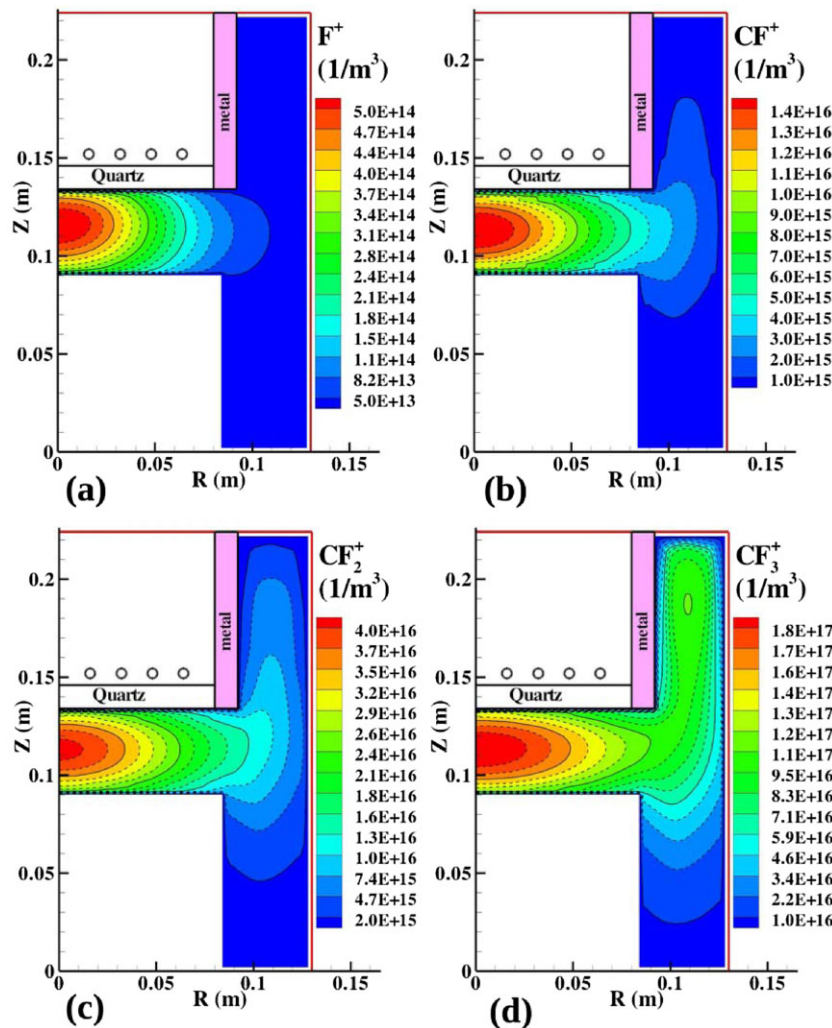 F⁺
(1/m³)
0.2
metal
5.0E+14
4.7E+14
4.4E+14
4.0E+14
3.7E+14
3.4E+14
3.1E+14
2.8E+14
2.4E+14
2.1E+14
1.8E+14
1.5E+14
1.1E+14
8.2E+13
5.0E+13
0.15
Quartz
Z (m)
0.1
0.05
0
0 0.05 0.1 0.15
R (m)
(a)
CF⁺
(1/m³)
0.2
metal
1.4E+16
1.3E+16
1.2E+16
1.1E+16
1.0E+16
9.0E+15
8.0E+15
7.0E+15
6.0E+15
5.0E+15
4.0E+15
3.0E+15
2.0E+15
1.0E+15
0.15
Quartz
Z (m)
0.1
0.05
0
0 0.05 0.1 0.15
R (m)
(b)
CF₂⁺
(1/m³)
0.2
metal
4.0E+16
3.7E+16
3.5E+16
3.2E+16
2.9E+16
2.6E+16
2.4E+16
2.1E+16
1.8E+16
1.6E+16
1.3E+16
1.0E+16
7.4E+15
4.7E+15
2.0E+15
0.15
Quartz
Z (m)
0.1
0.05
0
0 0.05 0.1 0.15
R (m)
(c)
CF₃⁺
(1/m³)
0.2
metal
1.8E+17
1.7E+17
1.6E+17
1.4E+17
1.3E+17
1.2E+17
1.1E+17
9.5E+16
8.3E+16
7.1E+16
5.9E+16
4.6E+16
3.4E+16
2.2E+16
1.0E+16
0.15
Quartz
Z (m)
0.1
0.05
0
0 0.05 0.1 0.15
R (m)
(d)